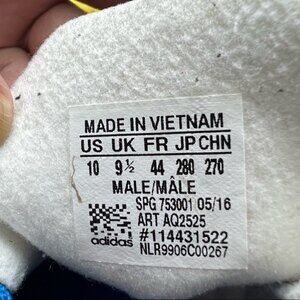 MADE IN VIETNAM
US UK FR JP CHN
10 9½ 44 280 270
MALE/MÂLE
SPG 753001 05/16
ART AQ2525
#114431522
adidas
NLR9906C00267